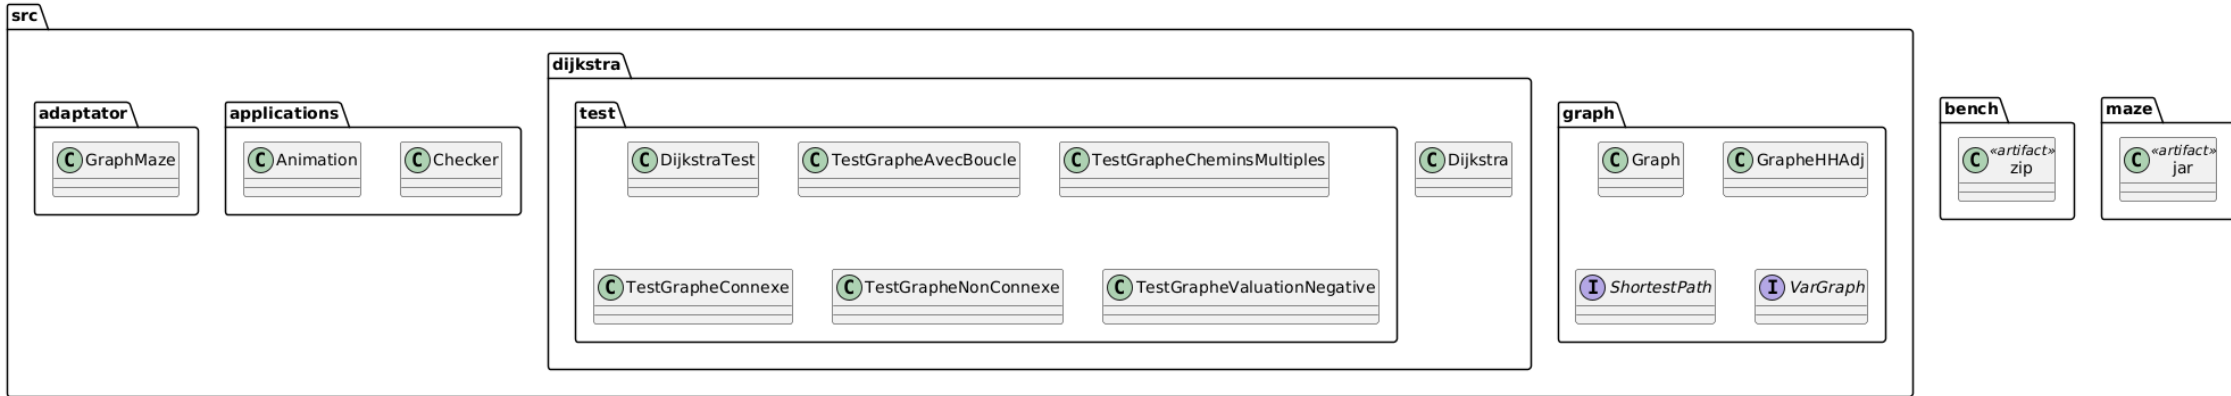 src
dijkstra
adaptator
applications
test
graph
bench
maze
C GraphMaze
C Animation
C Checker
C DijkstraTest
C TestGrapheAvecBoucle
C TestGrapheCheminsMultiples
C Dijkstra
C Graph
C GrapheHHAdj
C «artifact»
zip
C «artifact»
jar
C TestGrapheConnexe
C TestGrapheNonConnexe
C TestGrapheValuationNegative
I ShortestPath
I VarGraph